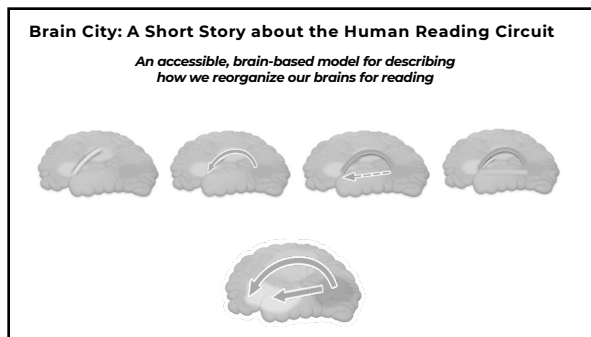 Brain City: A Short Story about the Human Reading Circuit
An accessible, brain-based model for describing
how we reorganize our brains for reading